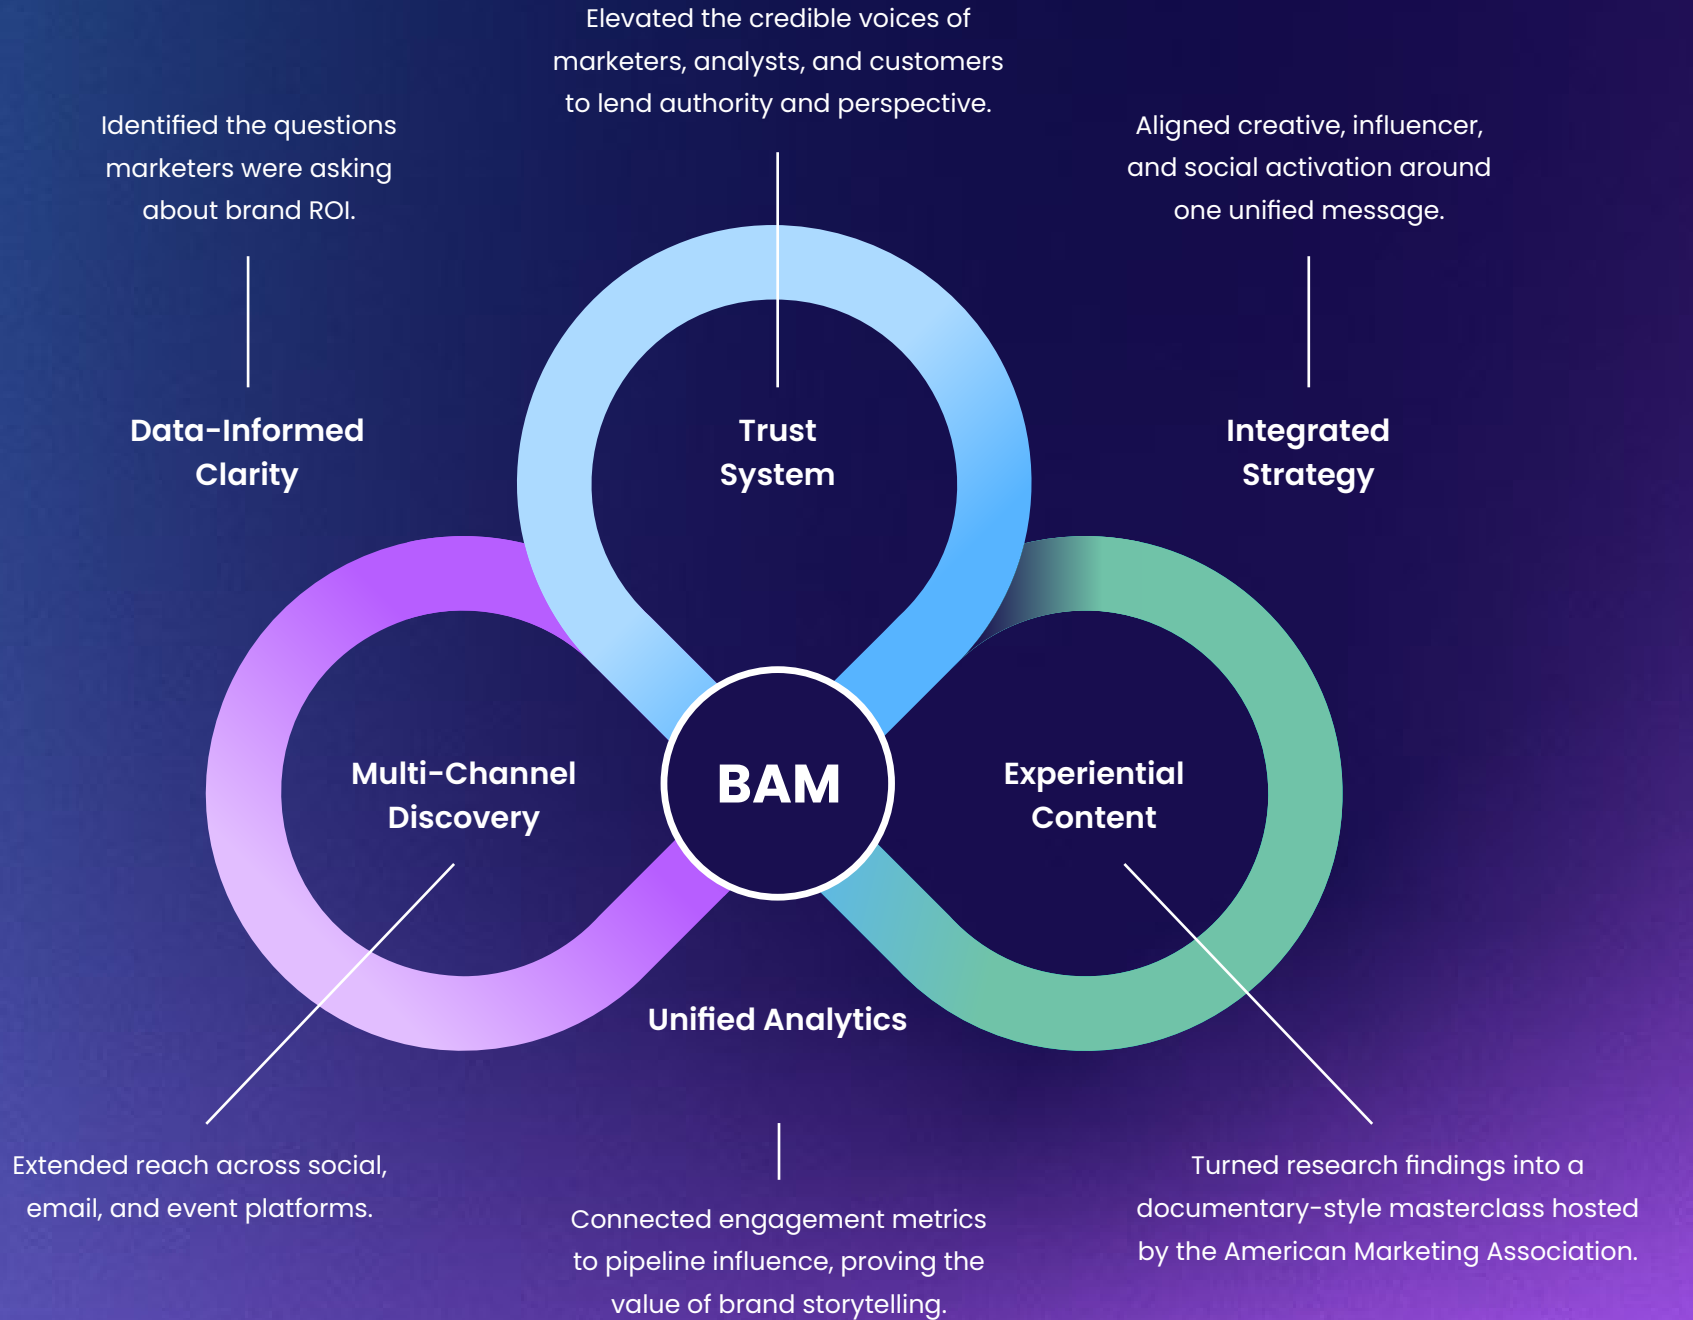 Elevated the credible voices of
marketers, analysts, and customers
to lend authority and perspective.
Identified the questions
marketers were asking
about brand ROI.
Aligned creative, influencer,
and social activation around
one unified message.
Data-Informed
Clarity
Trust
System
Integrated
Strategy
Multi-Channel
Discovery
BAM
Experiential
Content
Unified Analytics
Extended reach across social,
email, and event platforms.
Connected engagement metrics
to pipeline influence, proving the
value of brand storytelling.
Turned research findings into a
documentary-style masterclass hosted
by the American Marketing Association.